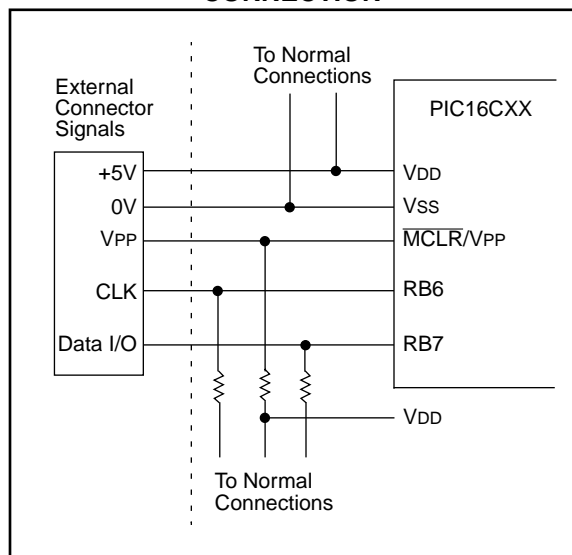 CONNECTION
To Normal
Connections
External
Connector
Signals
PIC16CXX
+5V
VDD
0V
VSS
VPP
MCLR/VPP
CLK
RB6
Data I/O
RB7
VDD
To Normal
Connections